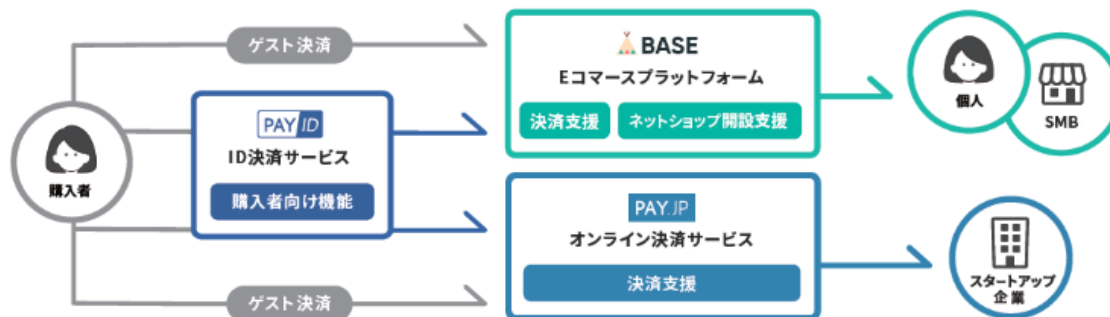 ゲスト決済
購入者
PAY ID
ID決済サービス
購入者向け機能
BASE
Eコマースプラットフォーム
決済支援
ネットショップ開設支援
個人
SMB
PAY.JP
オンライン決済サービス
決済支援
スタートアップ
企業
ゲスト決済